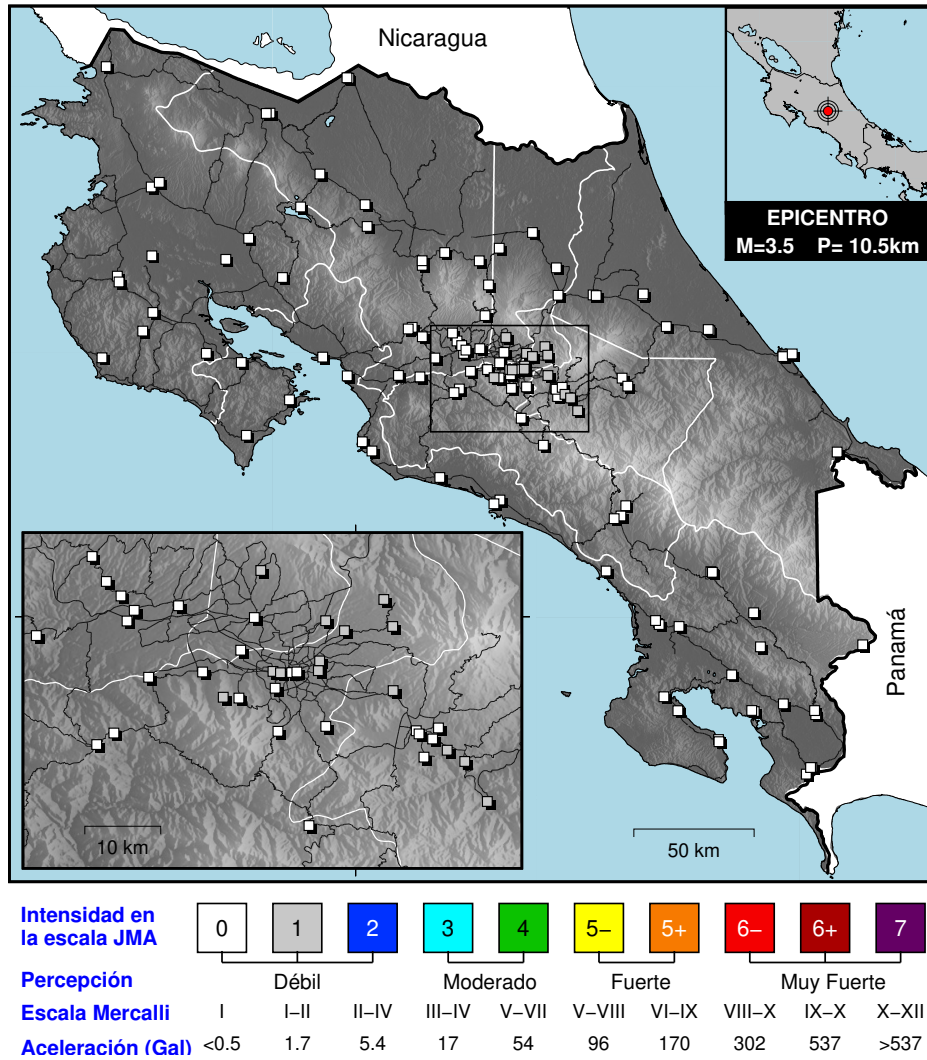 Nicaragua
EPICENTRO
M=3.5 P= 10.5km
Panamá
10 km
50 km
Intensidad en
la escala JMA
0 1 2 3 4 5− 5+ 6− 6+ 7
Percepción Débil Moderado Fuerte Muy Fuerte
Escala Mercalli I I−II II−IV III−IV V−VII V−VIII VI−IX VIII−X IX−X X−XII
Aceleración (Gal) <0.5 1.7 5.4 17 54 96 170 302 537 >537